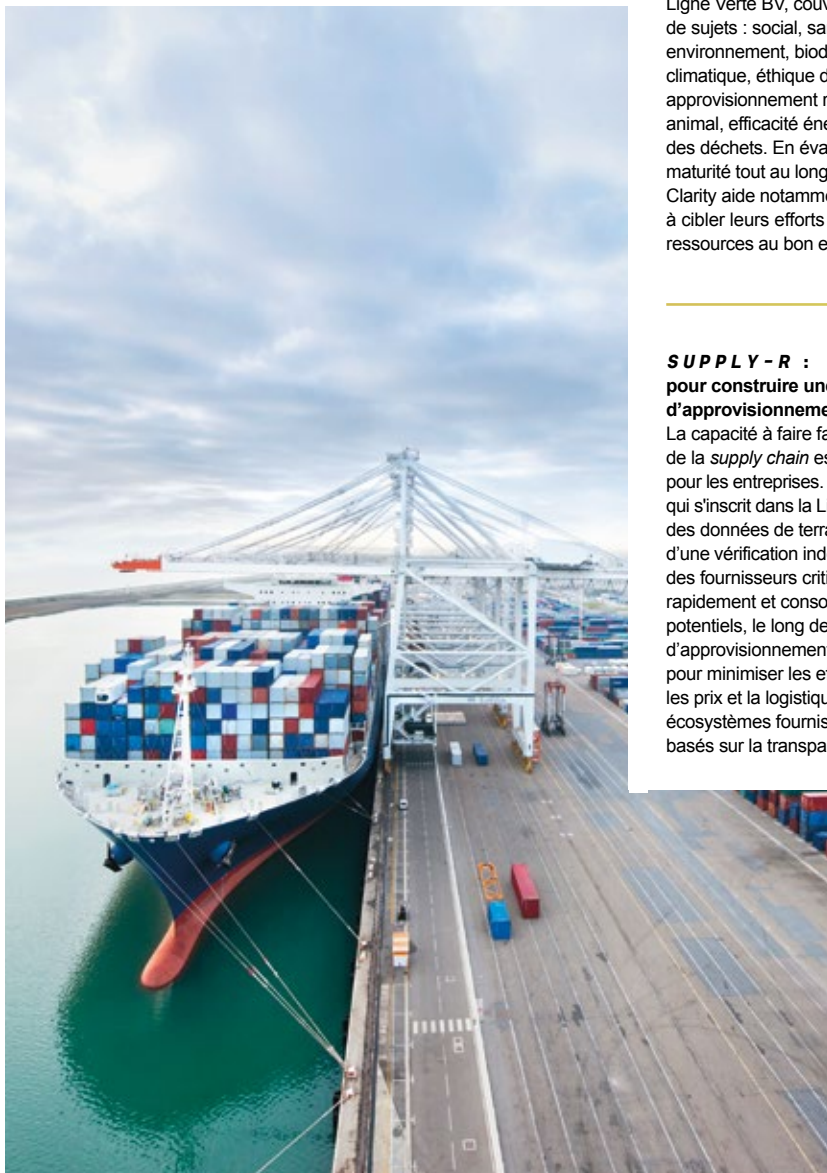 Ligne Verte BV, couv
de sujets : social, sa
environnement, biod
climatique, éthique d
approvisionnement r
animal, efficacité éne
des déchets. En éva
maturité tout au long
Clarity aide notamme
à cibler leurs efforts
ressources au bon e
SUPPLY-R :
pour construire une
d’approvisionneme
La capacité à faire fa
de la supply chain es
pour les entreprises.
qui s'inscrit dans la L
des données de terra
d’une vérification ind
des fournisseurs criti
rapidement et conso
potentiels, le long de
d’approvisionnement
pour minimiser les e
les prix et la logistiqu
écosystèmes fournis
basés sur la transpa